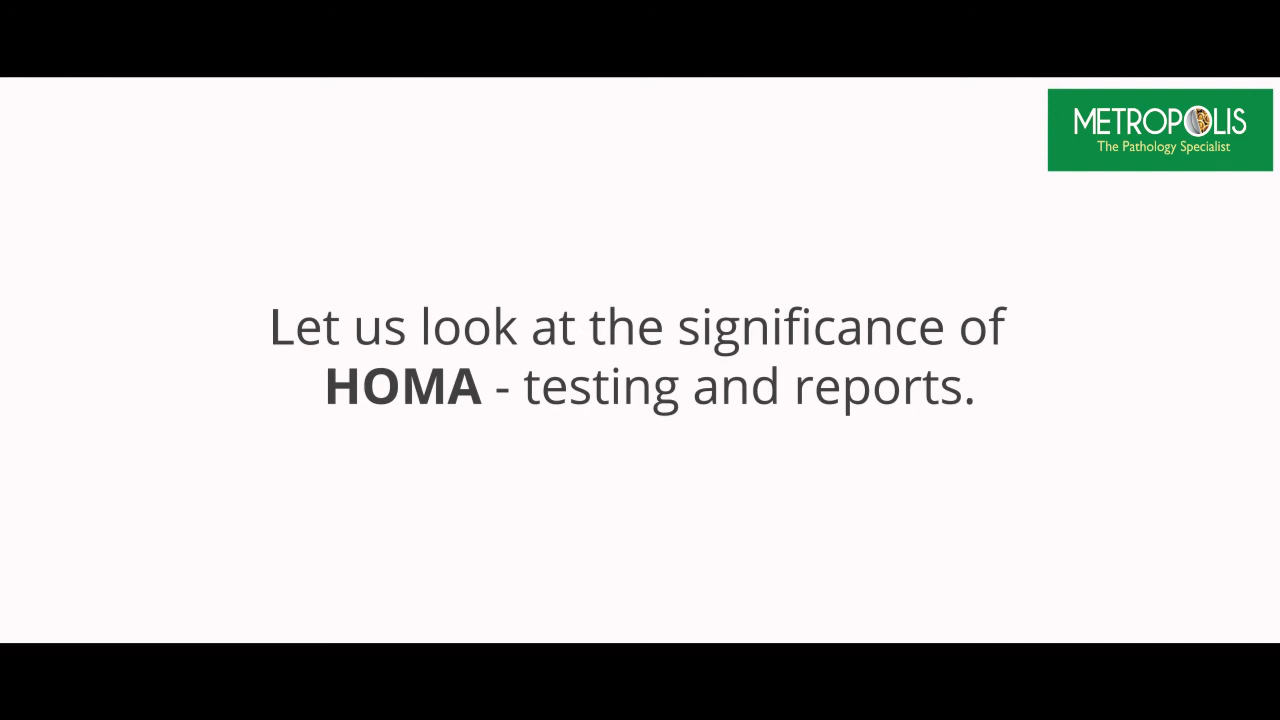 METROPOLIS
The Pathology Specialist
Let us look at the significance of
HOMA - testing and reports.